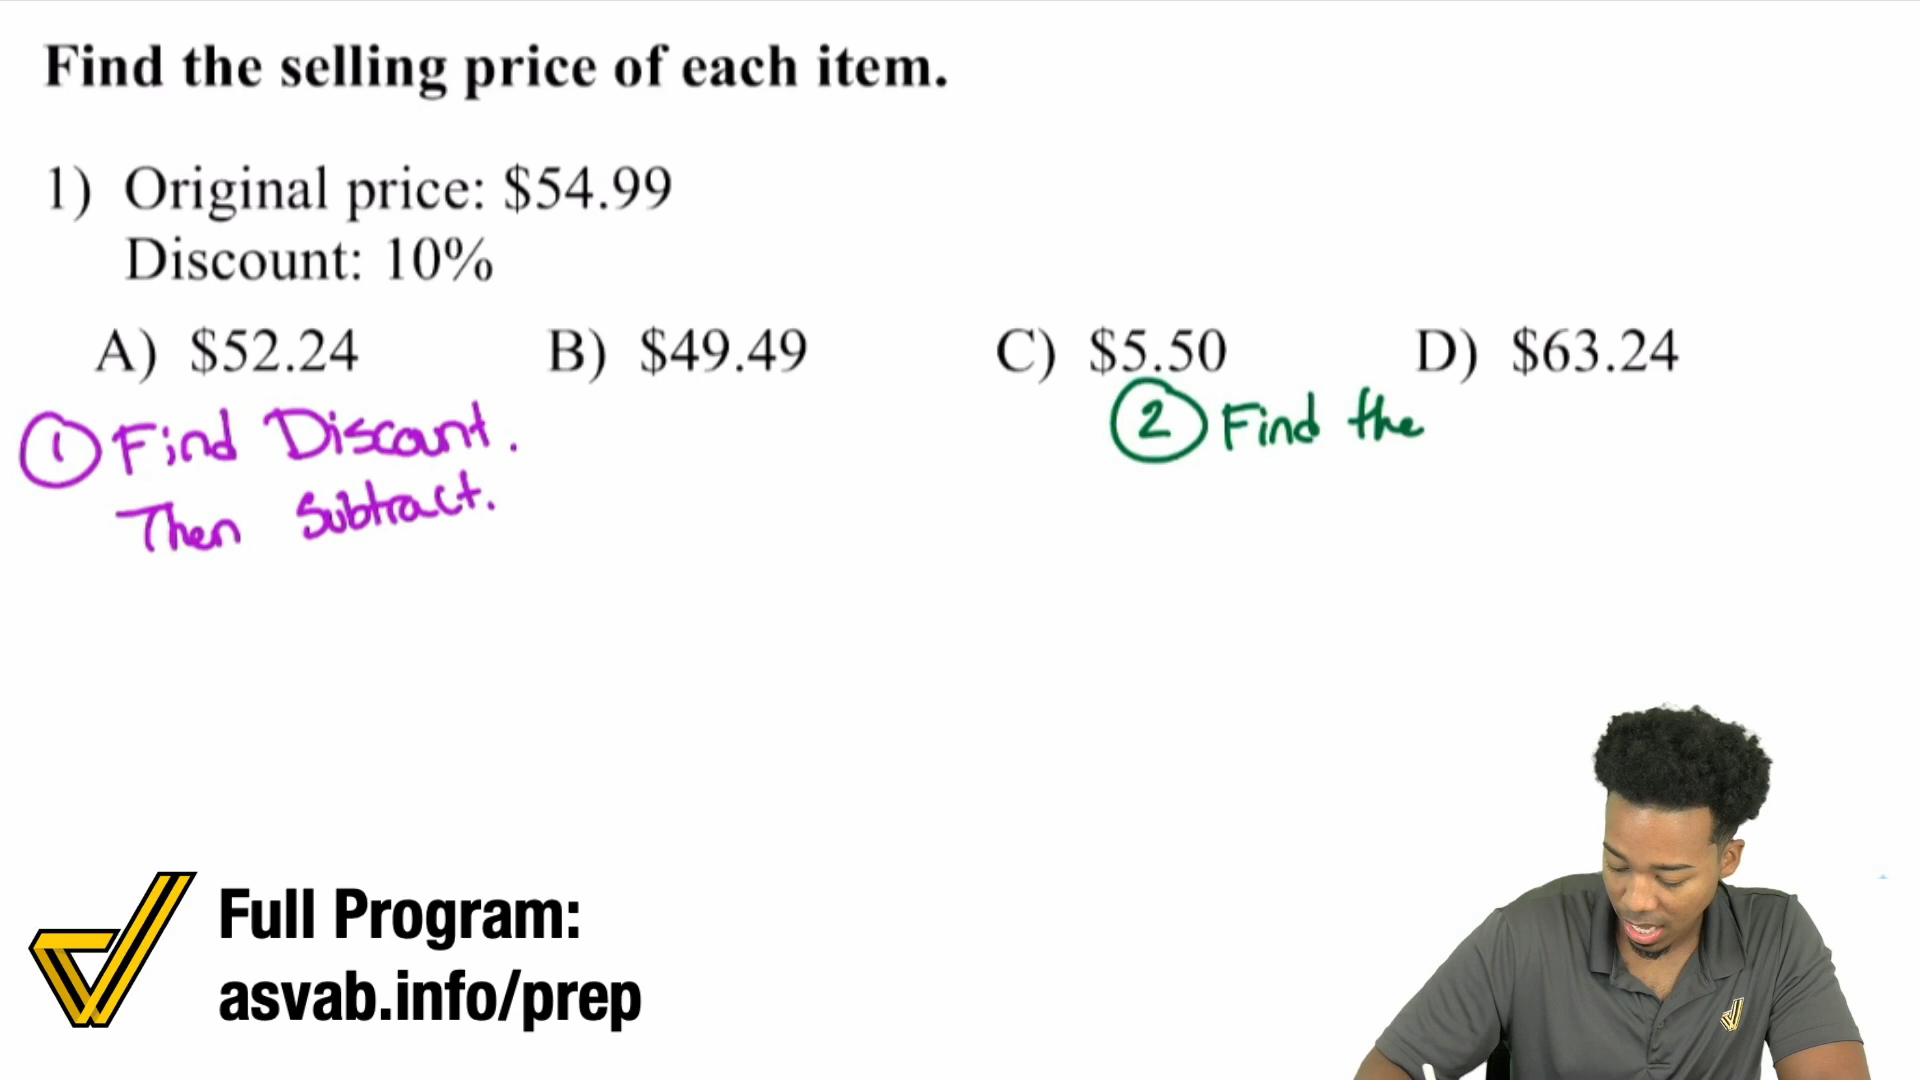 Find the selling price of each item.
1) Original price: $54.99
Discount: 10%
A) $52.24 B) $49.49 C) $5.50 D) $63.24
1 Find Discount.
Then Subtract.
2 Find the
Full Program:
asvab.info/prep